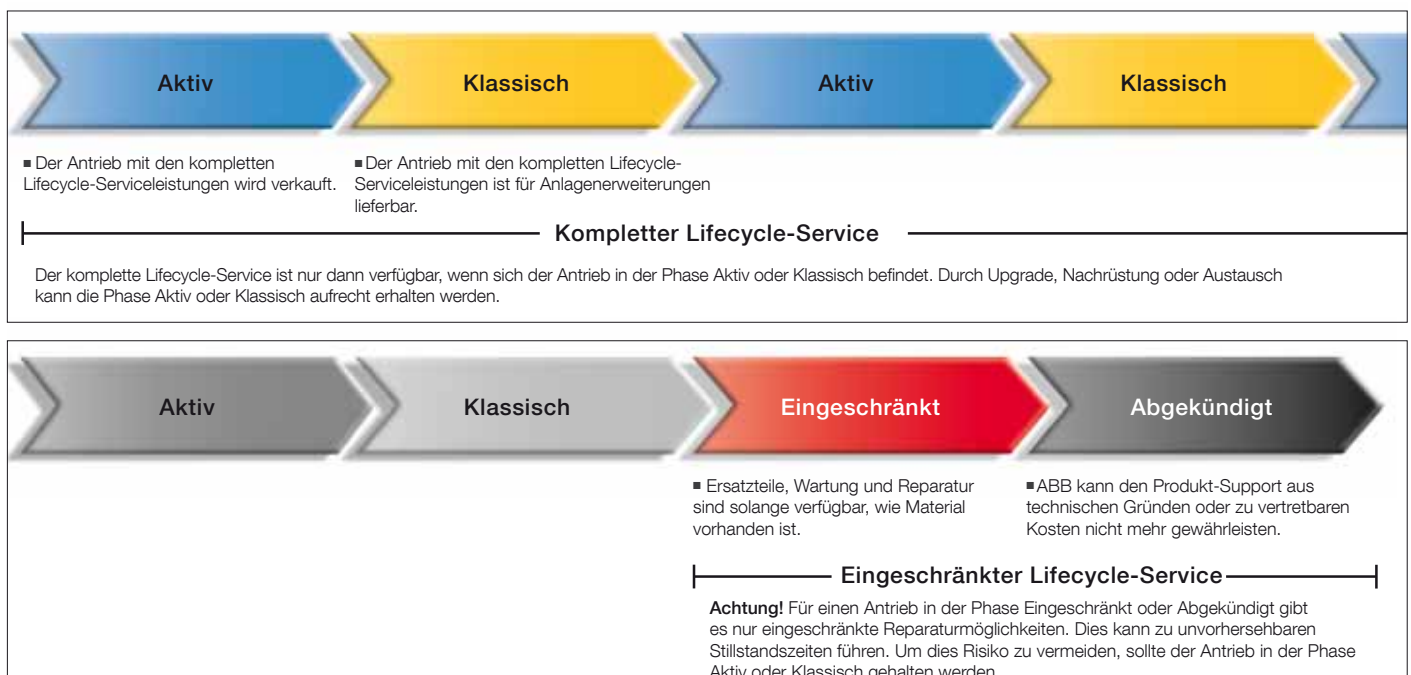 Aktiv
Klassisch
Aktiv
Klassisch
■ Der Antrieb mit den kompletten
Lifecycle-Serviceleistungen wird verkauft.
■ Der Antrieb mit den kompletten Lifecycle-
Serviceleistungen ist für Anlagenerweiterungen
lieferbar.
Kompletter Lifecycle-Service
Der komplette Lifecycle-Service ist nur dann verfügbar, wenn sich der Antrieb in der Phase Aktiv oder Klassisch befindet. Durch Upgrade, Nachrüstung oder Austausch
kann die Phase Aktiv oder Klassisch aufrecht erhalten werden.
Aktiv
Klassisch
Eingeschränkt
Abgekündigt
■ Ersatzteile, Wartung und Reparatur
sind solange verfügbar, wie Material
vorhanden ist.
■ ABB kann den Produkt-Support aus
technischen Gründen oder zu vertretbaren
Kosten nicht mehr gewährleisten.
Eingeschränkter Lifecycle-Service
Achtung! Für einen Antrieb in der Phase Eingeschränkt oder Abgekündigt gibt
es nur eingeschränkte Reparaturmöglichkeiten. Dies kann zu unvorhersehbaren
Stillstandszeiten führen. Um dies Risiko zu vermeiden, sollte der Antrieb in der Phase
Aktiv oder Klassisch gehalten werden